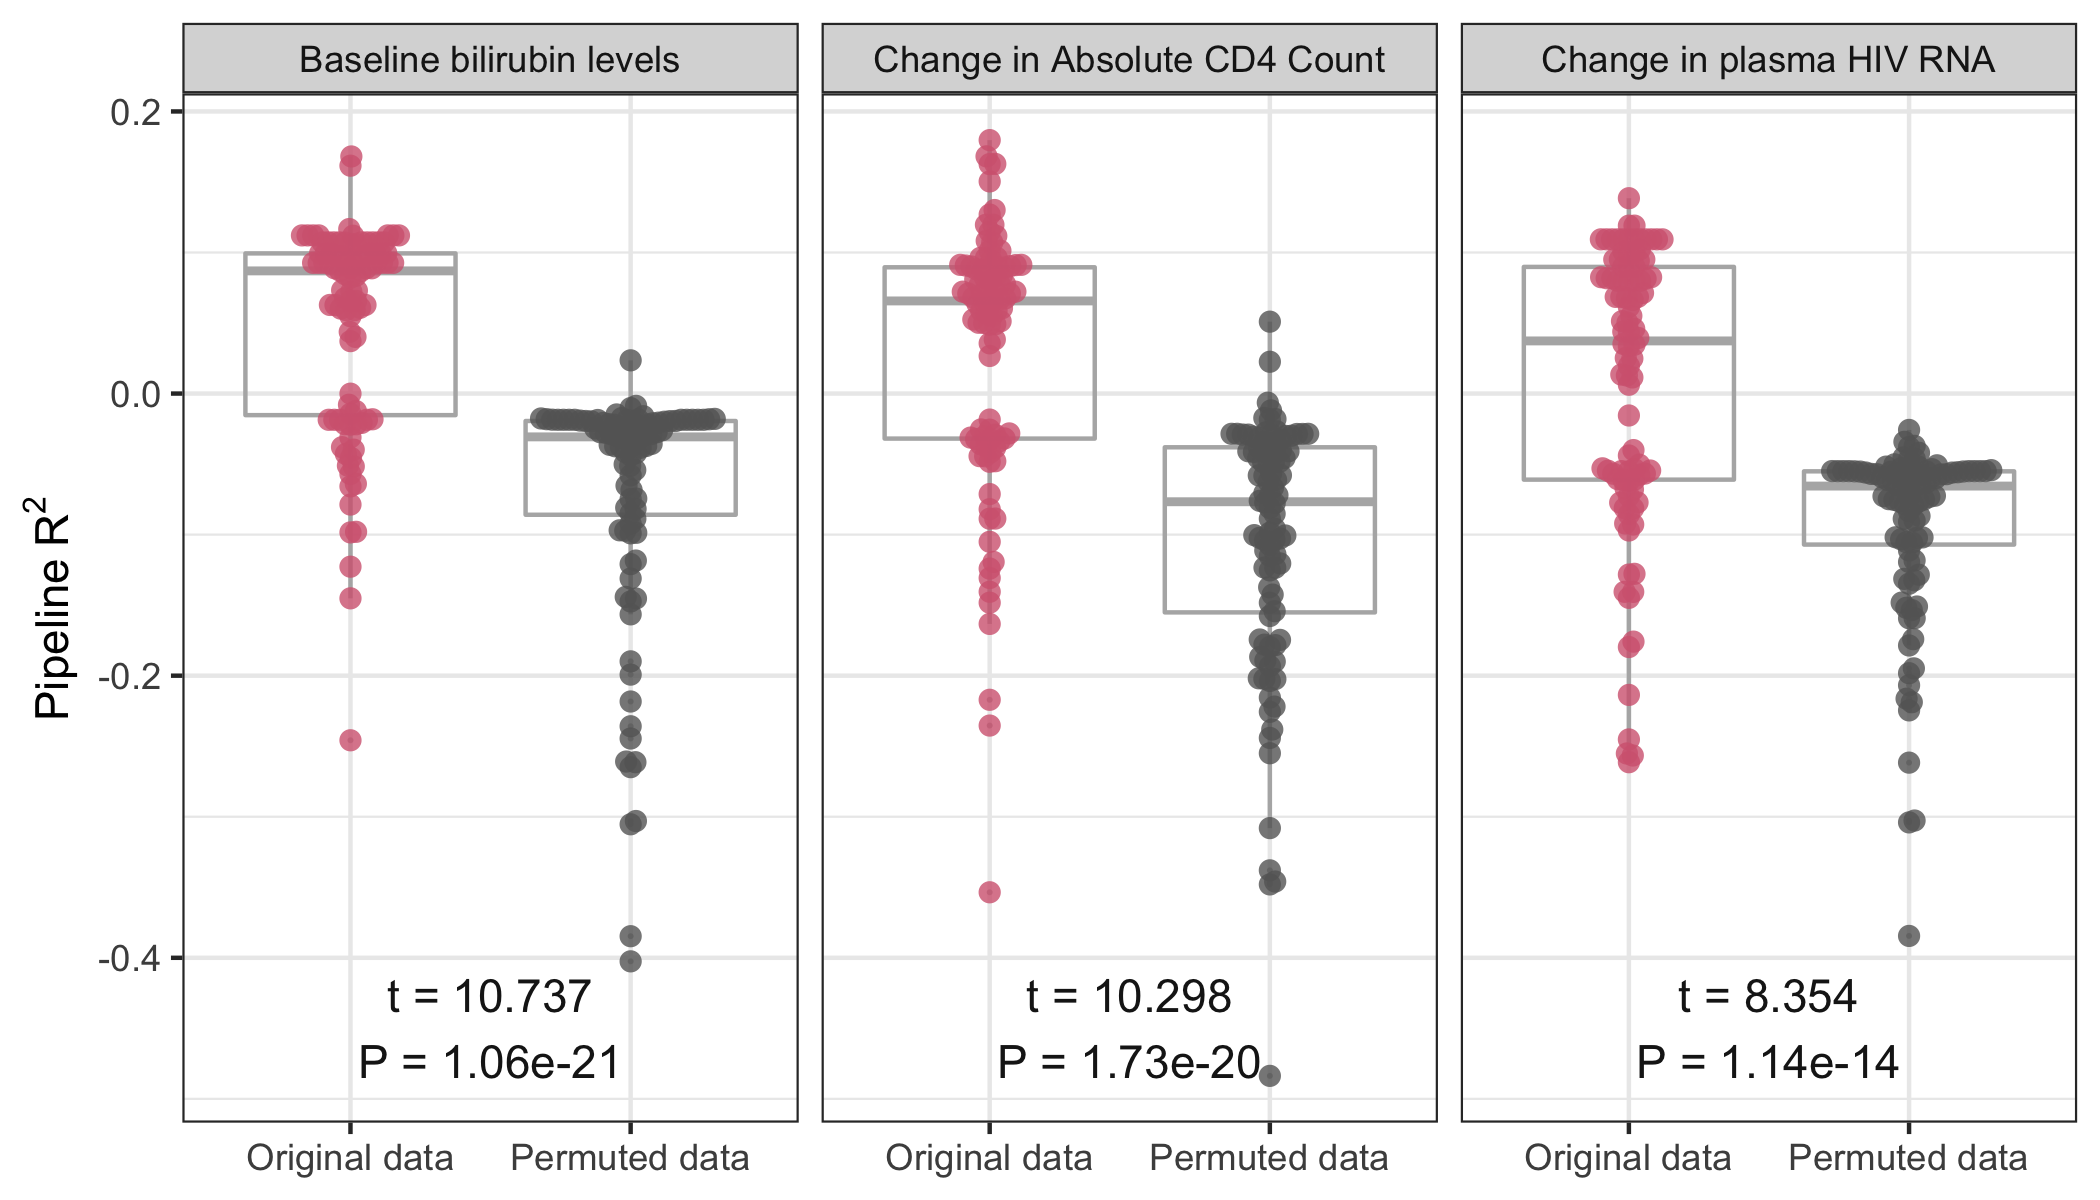 Baseline bilirubin levels
Change in Absolute CD4 Count
Change in plasma HIV RNA
Pipeline R²
0.2
0.0
-0.2
-0.4
t = 10.737
P = 1.06e-21
t = 10.298
P = 1.73e-20
t = 8.354
P = 1.14e-14
Original data
Permuted data
Original data
Permuted data
Original data
Permuted data